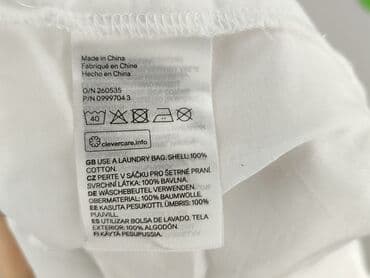 Made in China
Fabriqué en Chine
Hecho en China
O/N 260535
P/N 0999704 3
40
clevercare.info
GB USE A LAUNDRY BAG. SHELL: 100%
COTTON.
CZ PERTE V SÁČKU PRO ŠETRNÉ PRANÍ.
SVRCHNÍ LÁTKA: 100% BAVLNA.
DE WÄSCHEBEUTEL VERWENDEN.
OBERMATERIAL: 100% BAUMWOLLE.
EE KASUTA PESUKOTTI. ÜMBRIS: 100%
PUUVILL.
ES UTILIZAR BOLSA DE LAVADO. TELA
EXTERIOR: 100% ALGODÓN.
FI KÄYTÄ PESUPUSSIA.